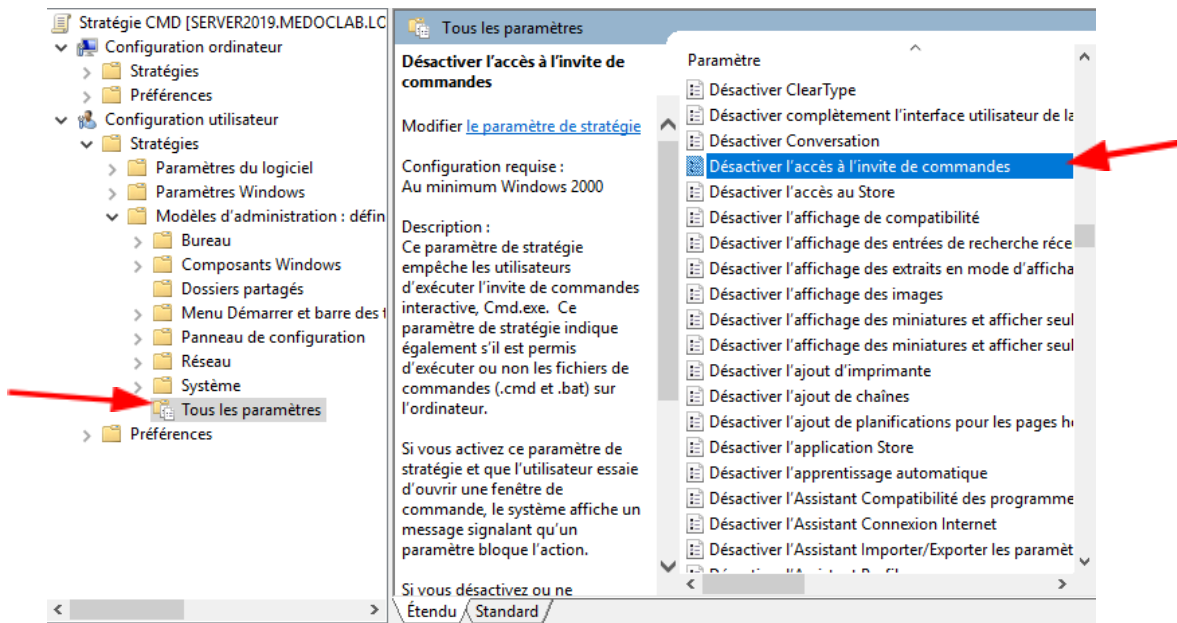 Stratégie CMD [SERVER2019.MEDOCLAB.LC
Configuration ordinateur
Stratégies
Préférences
Configuration utilisateur
Stratégies
Paramètres du logiciel
Paramètres Windows
Modèles d'administration : défin
Bureau
Composants Windows
Dossiers partagés
Menu Démarrer et barre des t
Panneau de configuration
Réseau
Système
Tous les paramètres
Préférences
Tous les paramètres
Désactiver l'accès à l'invite de
commandes
Modifier le paramètre de stratégie
Configuration requise :
Au minimum Windows 2000
Description :
Ce paramètre de stratégie
empêche les utilisateurs
d'exécuter l'invite de commandes
interactive, Cmd.exe.  Ce
paramètre de stratégie indique
également s'il est permis
d'exécuter ou non les fichiers de
commandes (.cmd et .bat) sur
l'ordinateur.
Si vous activez ce paramètre de
stratégie et que l'utilisateur essaie
d'ouvrir une fenêtre de
commande, le système affiche un
message signalant qu'un
paramètre bloque l'action.
Si vous désactivez ou ne
Paramètre
Désactiver ClearType
Désactiver complètement l'interface utilisateur de la
Désactiver Conversation
Désactiver l'accès à l'invite de commandes
Désactiver l'accès au Store
Désactiver l'affichage de compatibilité
Désactiver l'affichage des entrées de recherche réce
Désactiver l'affichage des extraits en mode d'afficha
Désactiver l'affichage des images
Désactiver l'affichage des miniatures et afficher seul
Désactiver l'affichage des miniatures et afficher seul
Désactiver l'ajout d'imprimante
Désactiver l'ajout de chaînes
Désactiver l'ajout de planifications pour les pages h
Désactiver l'application Store
Désactiver l'apprentissage automatique
Désactiver l'Assistant Compatibilité des programme
Désactiver l'Assistant Connexion Internet
Désactiver l'Assistant Importer/Exporter les paramèt
Étendu
Standard